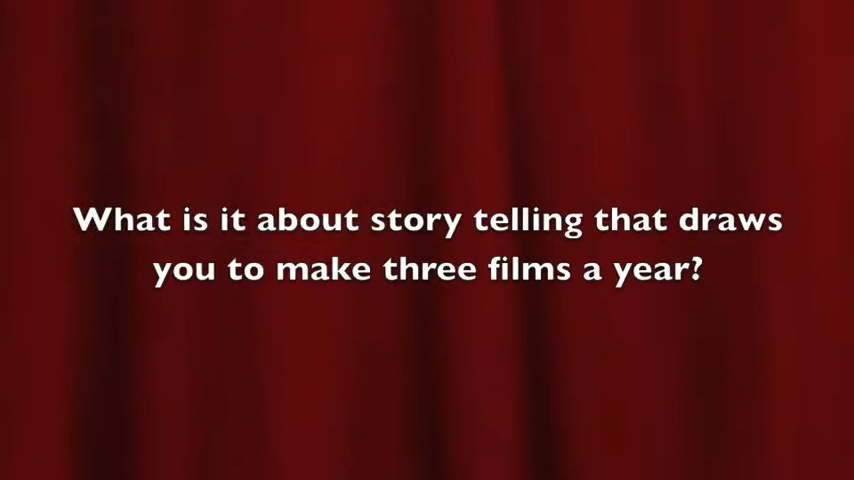 What is it about story telling that draws
you to make three films a year?